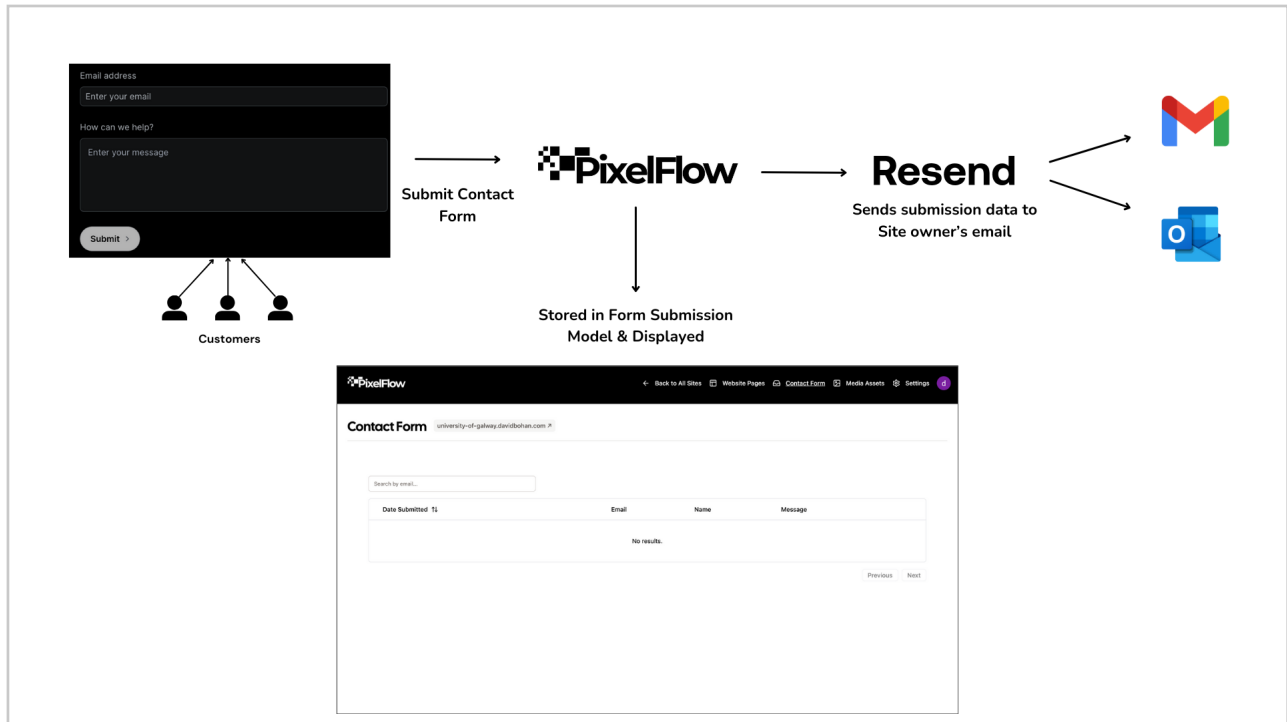 Email address
Enter your email
How can we help?
Enter your message
Submit >
Customers
Submit Contact
Form
PixelFlow
Resend
Sends submission data to
Site owner's email
O
Stored in Form Submission
Model & Displayed
PixelFlow
← Back to All Sites Website Pages Contact Form Media Assets Settings d
Contact Form university-of-galway.davidbohan.com ↗
Search by email...
Date Submitted ↑↓ Email Name Message
No results.
Previous Next